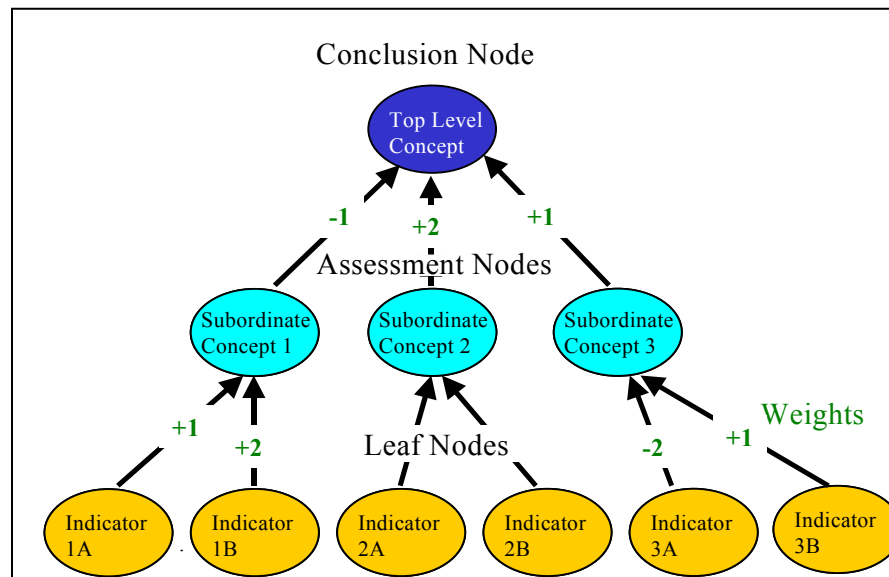 Conclusion Node
Top Level
Concept
-1
+2
+1
Assessment Nodes
Subordinate
Concept 1
Subordinate
Concept 2
Subordinate
Concept 3
Weights
+1
+2
Leaf Nodes
-2
+1
Indicator
1A
Indicator
1B
Indicator
2A
Indicator
2B
Indicator
3A
Indicator
3B